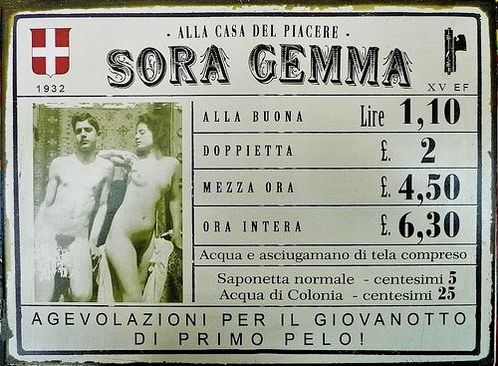 - ALLA CASA DEL PIACERE -
SORA GEMMA
1932
XV EF
ALLA BUONA Lire 1,10
DOPPIETTA £. 2
MEZZA ORA £. 4,50
ORA INTERA £. 6,30
Acqua e asciugamano di tela compreso
Saponetta normale - centesimi 5
Acqua di Colonia - centesimi 25
AGEVOLAZIONI PER IL GIOVANOTTO
DI PRIMO PELO!